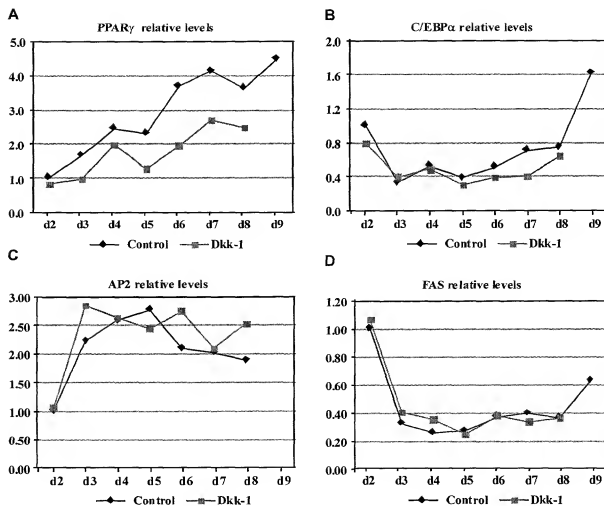 A
PPARγ relative levels
5.0
4.0
3.0
2.0
1.0
0.0
d2 d3 d4 d5 d6 d7 d8 d9
Control Dkk-1
B
C/EBPα relative levels
2.0
1.6
1.2
0.8
0.4
0.0
d2 d3 d4 d5 d6 d7 d8 d9
Control Dkk-1
C
AP2 relative levels
3.00
2.50
2.00
1.50
1.00
0.50
0.00
d2 d3 d4 d5 d6 d7 d8 d9
Control Dkk-1
D
FAS relative levels
1.20
1.00
0.80
0.60
0.40
0.20
0.00
d2 d3 d4 d5 d6 d7 d8 d9
Control Dkk-1